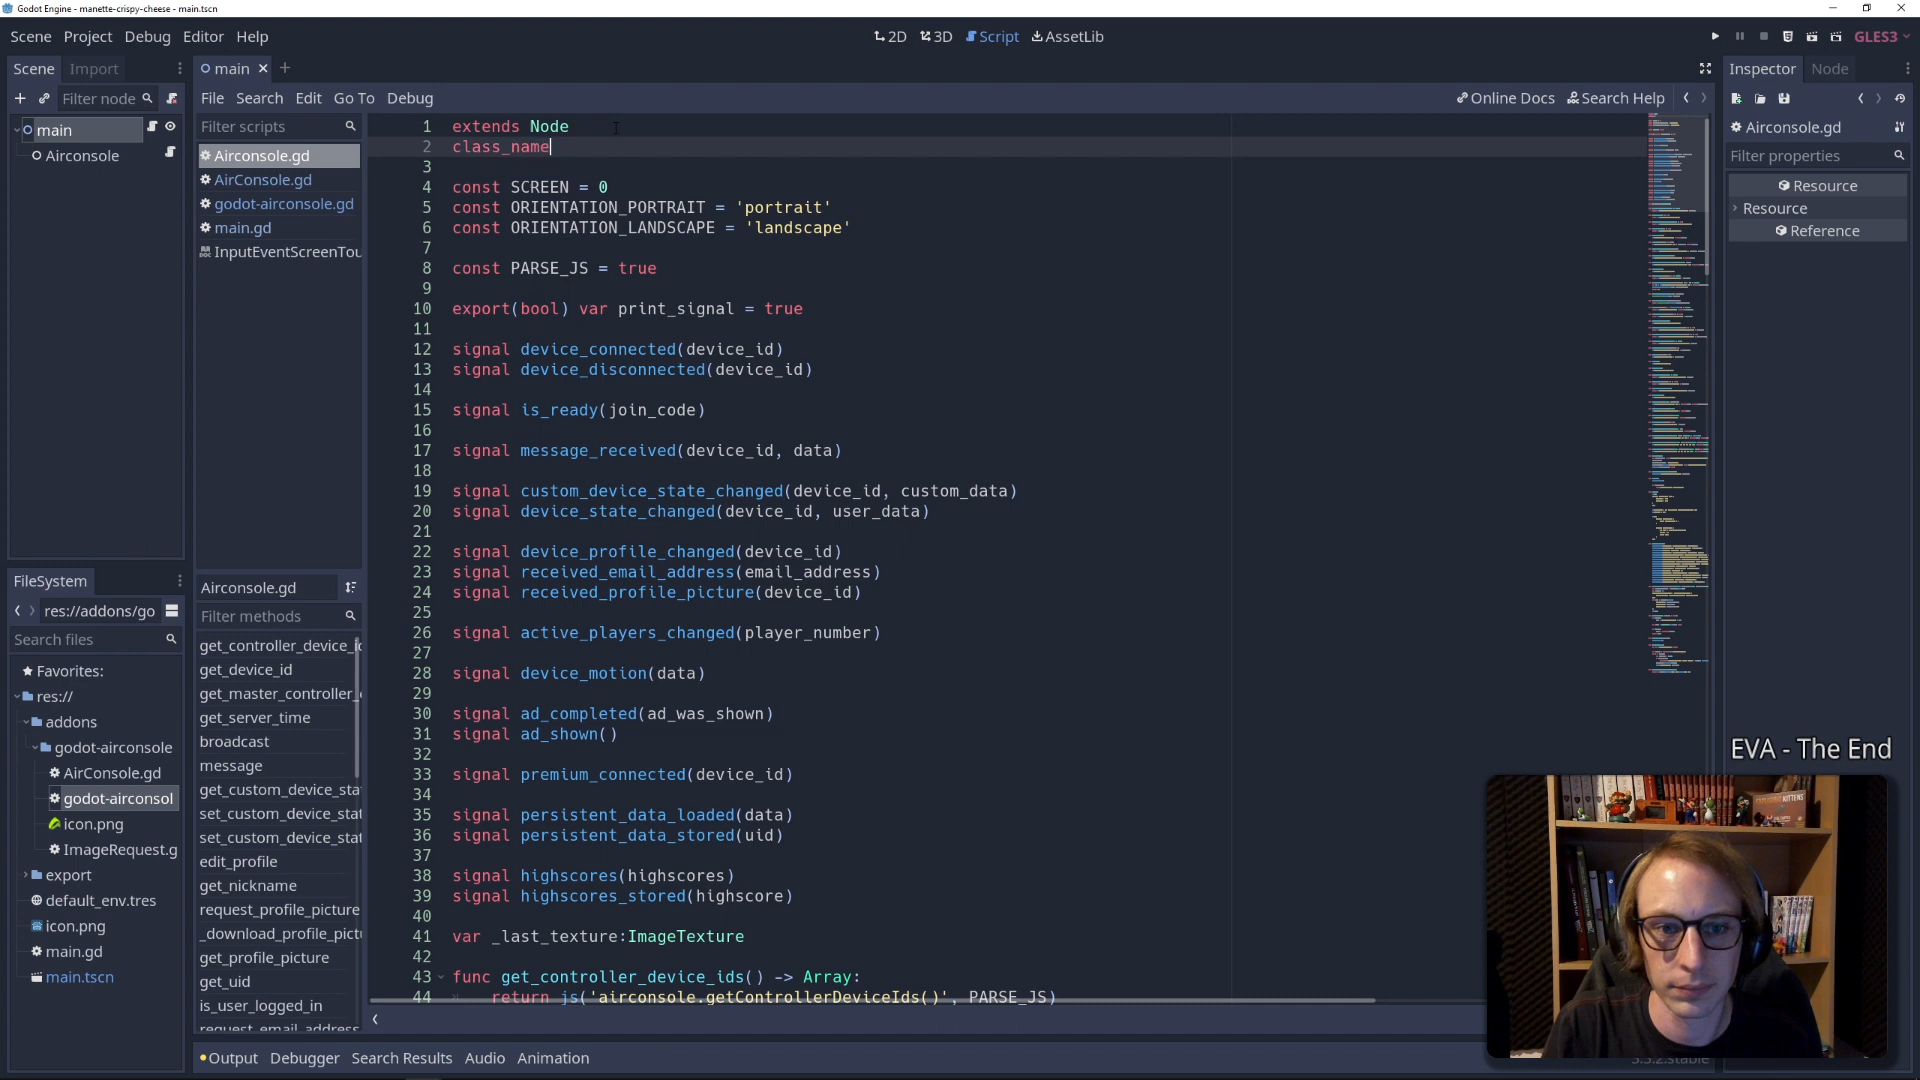 Godot Engine - manette-crispy-cheese - main.tscn
Scene Project Debug Editor Help
2D 3D Script AssetLib
GLES3
Scene Import
main
Inspector Node
Filter node
File Search Edit Go To Debug
Online Docs Search Help
main
Airconsole
Filter scripts
Airconsole.gd
AirConsole.gd
godot-airconsole.gd
main.gd
InputEventScreenTou
Airconsole.gd
Filter methods
get_controller_device_i
get_device_id
get_master_controller_
get_server_time
broadcast
message
get_custom_device_sta
set_custom_device_stat
set_custom_device_stat
edit_profile
get_nickname
request_profile_picture
_download_profile_pict
get_profile_picture
get_uid
is_user_logged_in
request_email_address
1 extends Node
2 class_name
3
4 const SCREEN = 0
5 const ORIENTATION_PORTRAIT = 'portrait'
6 const ORIENTATION_LANDSCAPE = 'landscape'
7
8 const PARSE_JS = true
9
10 export(bool) var print_signal = true
11
12 signal device_connected(device_id)
13 signal device_disconnected(device_id)
14
15 signal is_ready(join_code)
16
17 signal message_received(device_id, data)
18
19 signal custom_device_state_changed(device_id, custom_data)
20 signal device_state_changed(device_id, user_data)
21
22 signal device_profile_changed(device_id)
23 signal received_email_address(email_address)
24 signal received_profile_picture(device_id)
25
26 signal active_players_changed(player_number)
27
28 signal device_motion(data)
29
30 signal ad_completed(ad_was_shown)
31 signal ad_shown()
32
33 signal premium_connected(device_id)
34
35 signal persistent_data_loaded(data)
36 signal persistent_data_stored(uid)
37
38 signal highscores(highscores)
39 signal highscores_stored(highscore)
40
41 var _last_texture:ImageTexture
42
43 func get_controller_device_ids() -> Array:
44 return js('airconsole.getControllerDeviceIds()', PARSE_JS)
Airconsole.gd
Filter properties
Resource
Resource
Reference
FileSystem
res://addons/go
Search files
Favorites:
res://
addons
godot-airconsole
AirConsole.gd
godot-airconsol
icon.png
ImageRequest.g
export
default_env.tres
icon.png
main.gd
main.tscn
EVA - The End
Output Debugger Search Results Audio Animation